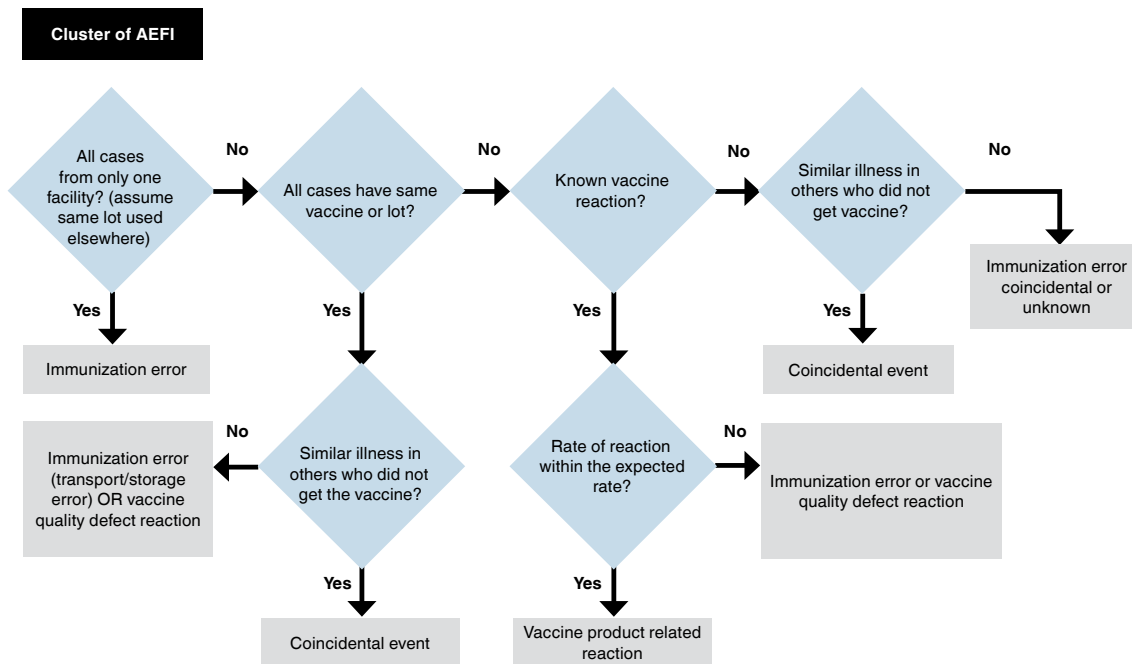 Cluster of AEFI
All cases
from only one
facility? (assume
same lot used
elsewhere)
No
All cases have same
vaccine or lot?
No
Known vaccine
reaction?
No
Similar illness in
others who did not
get vaccine?
No
Immunization error
coincidental or
unknown
Yes
Immunization error
Yes
Yes
Yes
Coincidental event
Immunization error
(transport/storage
error) OR vaccine
quality defect reaction
No
Similar illness in
others who did not
get the vaccine?
Rate of reaction
within the expected
rate?
No
Immunization error or vaccine
quality defect reaction
Yes
Coincidental event
Yes
Vaccine product related
reaction